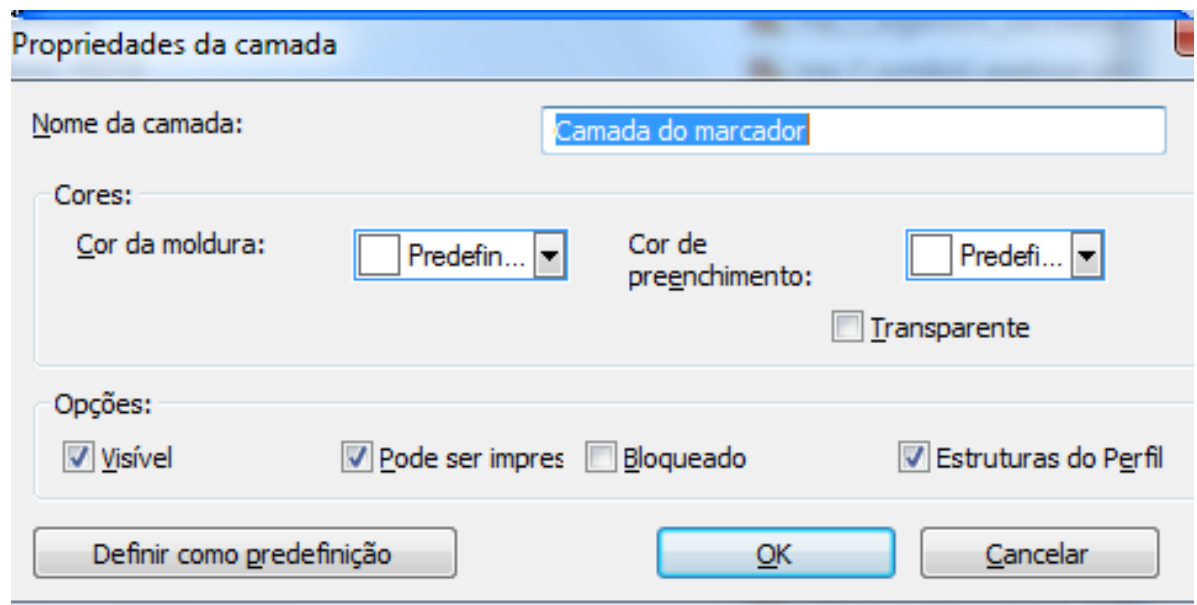 Propriedades da camada
Nome da camada: Camada do marcador
Cores:
Cor da moldura: Predefin... Cor de preenchimento: Predefi...
Transparente
Opções:
Visível Pode ser impres Bloqueado Estruturas do Perfil
Definir como predefinição OK Cancelar